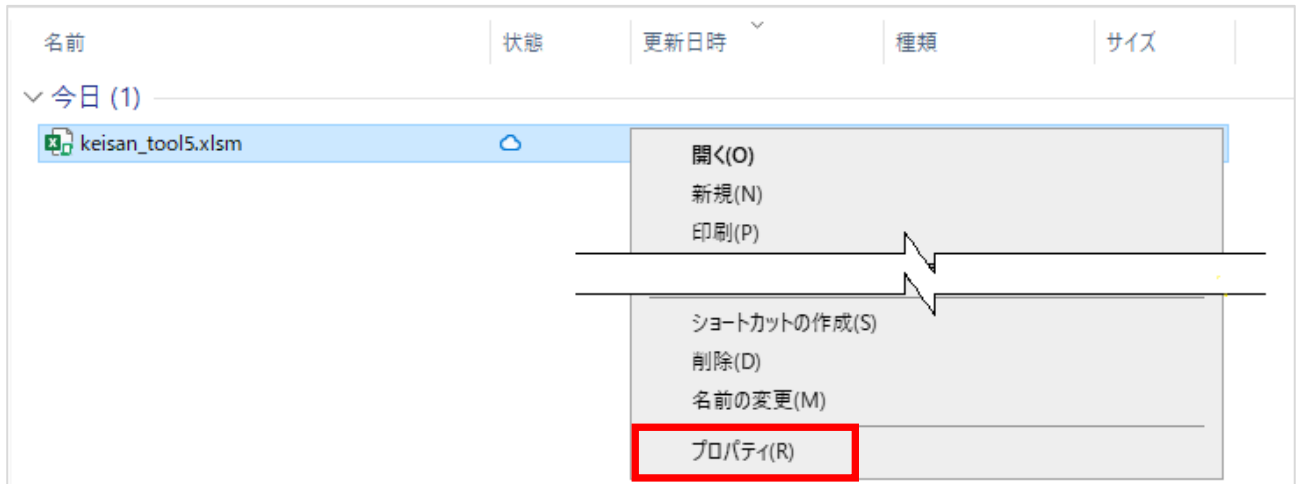 名前 状態 更新日時 種類 サイズ
今日 (1)
keisan_tool5.xlsm
開く(O)
新規(N)
印刷(P)
ショートカットの作成(S)
削除(D)
名前の変更(M)
プロパティ(R)